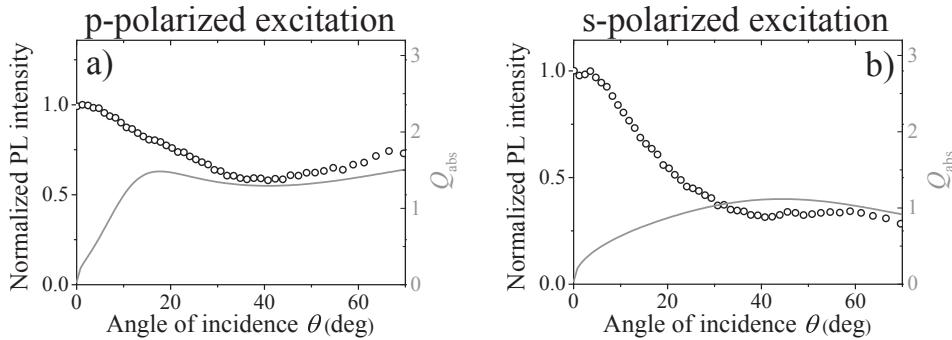 p-polarized excitation
a)
Normalized PL intensity
1.0
0.5
0.0
0 20 40 60
Angle of incidence θ (deg)
3
2
1
0
Q_abs
s-polarized excitation
b)
Normalized PL intensity
1.0
0.5
0.0
0 20 40 60
Angle of incidence θ (deg)
3
2
1
0
Q_abs